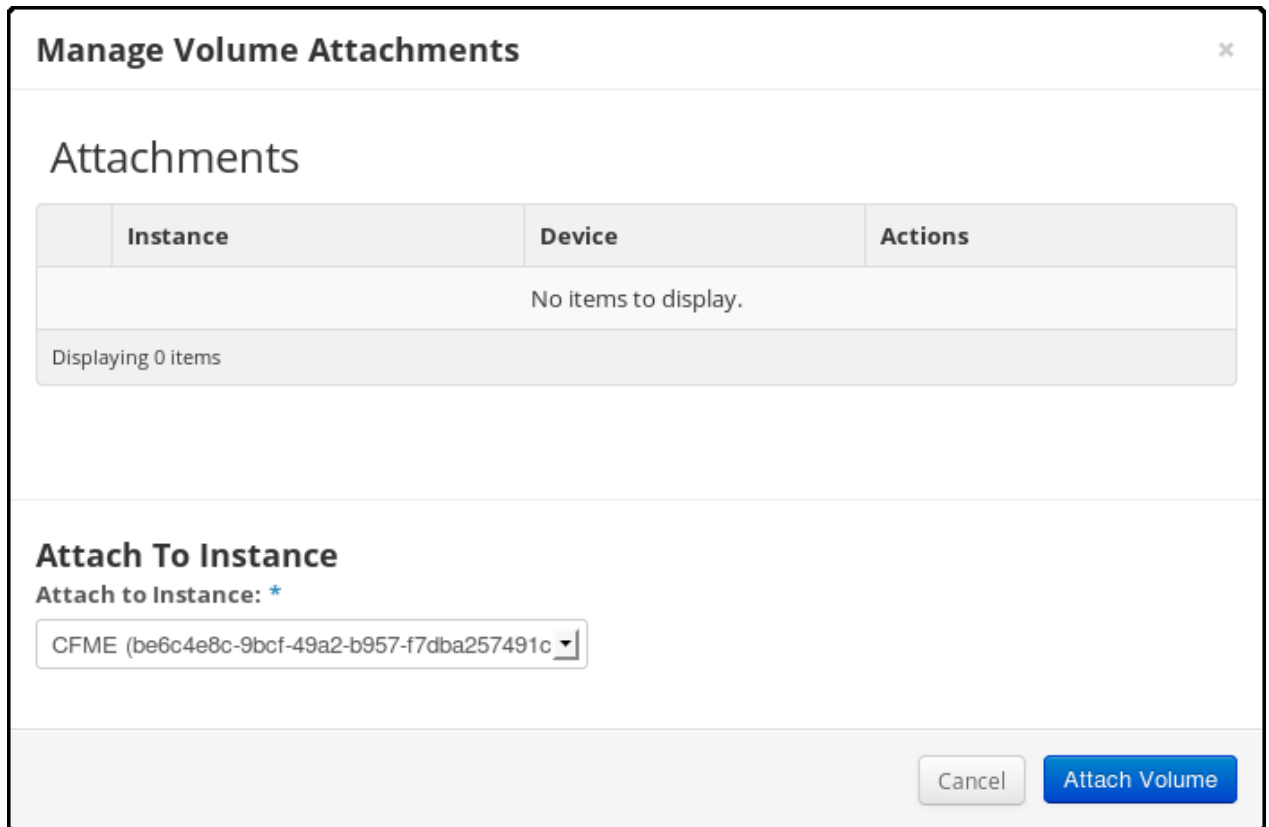 Manage Volume Attachments ×
Attachments
Instance Device Actions
No items to display.
Displaying 0 items
Attach To Instance
Attach to Instance: *
CFME (be6c4e8c-9bcf-49a2-b957-f7dba257491c
Cancel Attach Volume